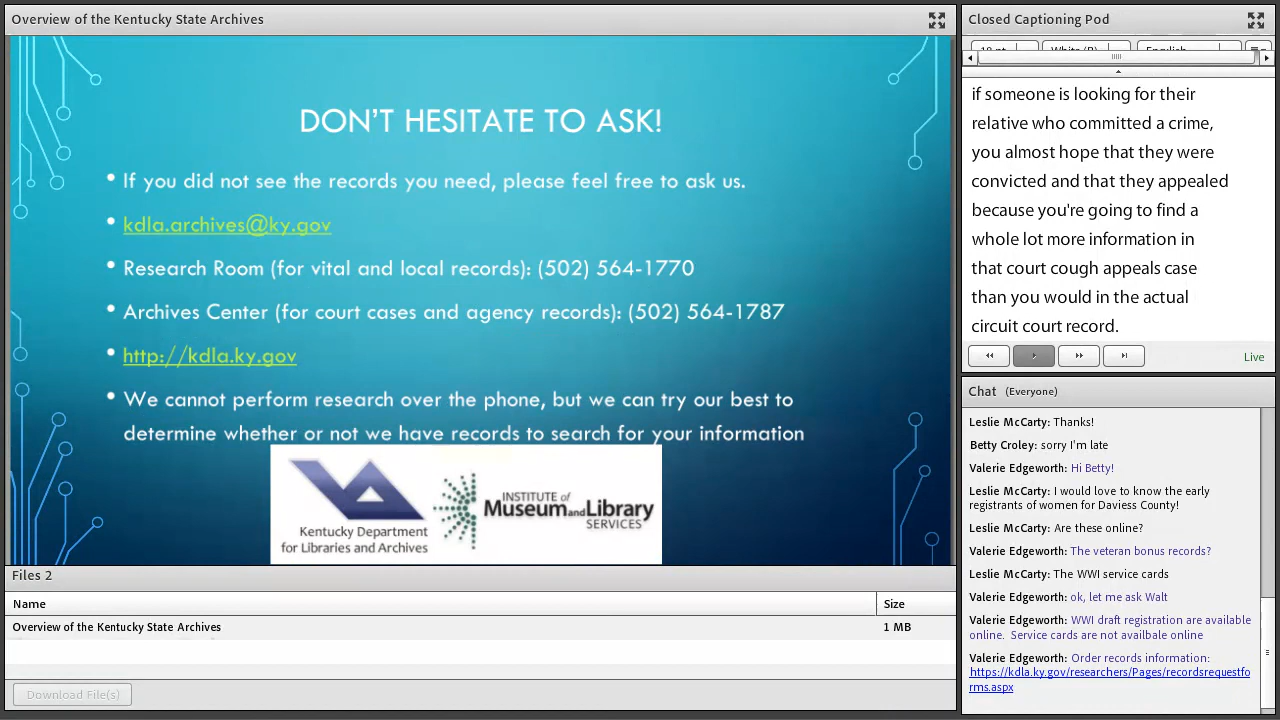 Overview of the Kentucky State Archives
DON'T HESITATE TO ASK!
• If you did not see the records you need, please feel free to ask us.
• kdla.archives@ky.gov
• Research Room (for vital and local records): (502) 564-1770
• Archives Center (for court cases and agency records): (502) 564-1787
• http://kdla.ky.gov
• We cannot perform research over the phone, but we can try our best to
determine whether or not we have records to search for your information
Kentucky Department
for Libraries and Archives
INSTITUTE of
Museum and Library
SERVICES
Files 2
Name Size
Overview of the Kentucky State Archives 1 MB
Download File(s)
Closed Captioning Pod
18 pt White (B) English
if someone is looking for their
relative who committed a crime,
you almost hope that they were
convicted and that they appealed
because you're going to find a
whole lot more information in
that court cough appeals case
than you would in the actual
circuit court record.
Live
Chat (Everyone)
Leslie McCarty: Thanks!
Betty Croley: sorry I'm late
Valerie Edgeworth: Hi Betty!
Leslie McCarty: I would love to know the early
registrants of women for Daviess County!
Leslie McCarty: Are these online?
Valerie Edgeworth: The veteran bonus records?
Leslie McCarty: The WWI service cards
Valerie Edgeworth: ok, let me ask Walt
Valerie Edgeworth: WWI draft registration are available
online. Service cards are not availbale online
Valerie Edgeworth: Order records information:
https://kdla.ky.gov/researchers/Pages/recordsrequestfo
rms.aspx